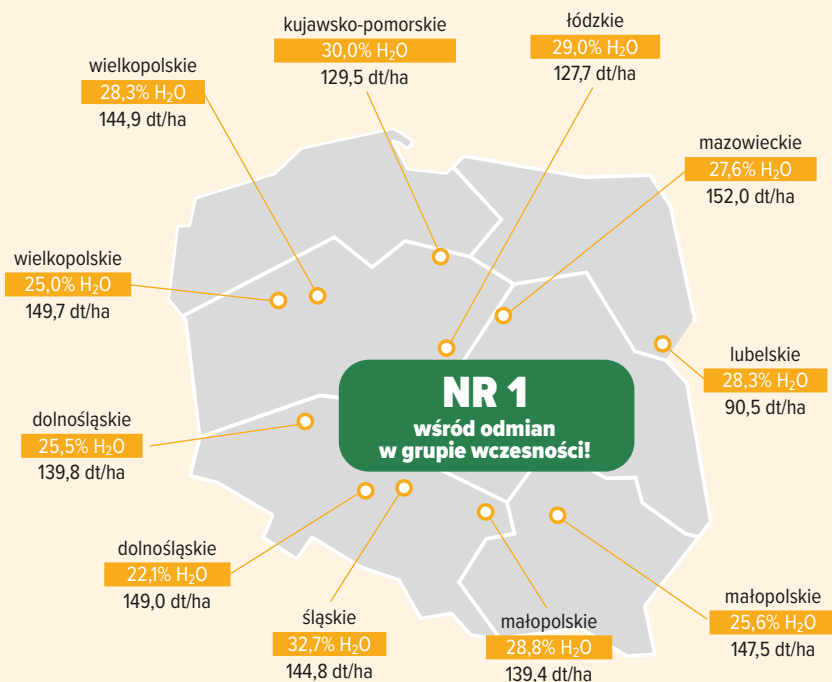 kujawsko-pomorskie
30,0% H₂O
129,5 dt/ha
łódzkie
29,0% H₂O
127,7 dt/ha
wielkopolskie
28,3% H₂O
144,9 dt/ha
mazowieckie
27,6% H₂O
152,0 dt/ha
wielkopolskie
25,0% H₂O
149,7 dt/ha
lubelskie
28,3% H₂O
90,5 dt/ha
NR 1
wśród odmian
w grupie wczesności!
dolnośląskie
25,5% H₂O
139,8 dt/ha
dolnośląskie
22,1% H₂O
149,0 dt/ha
śląskie
32,7% H₂O
144,8 dt/ha
małopolskie
28,8% H₂O
139,4 dt/ha
małopolskie
25,6% H₂O
147,5 dt/ha